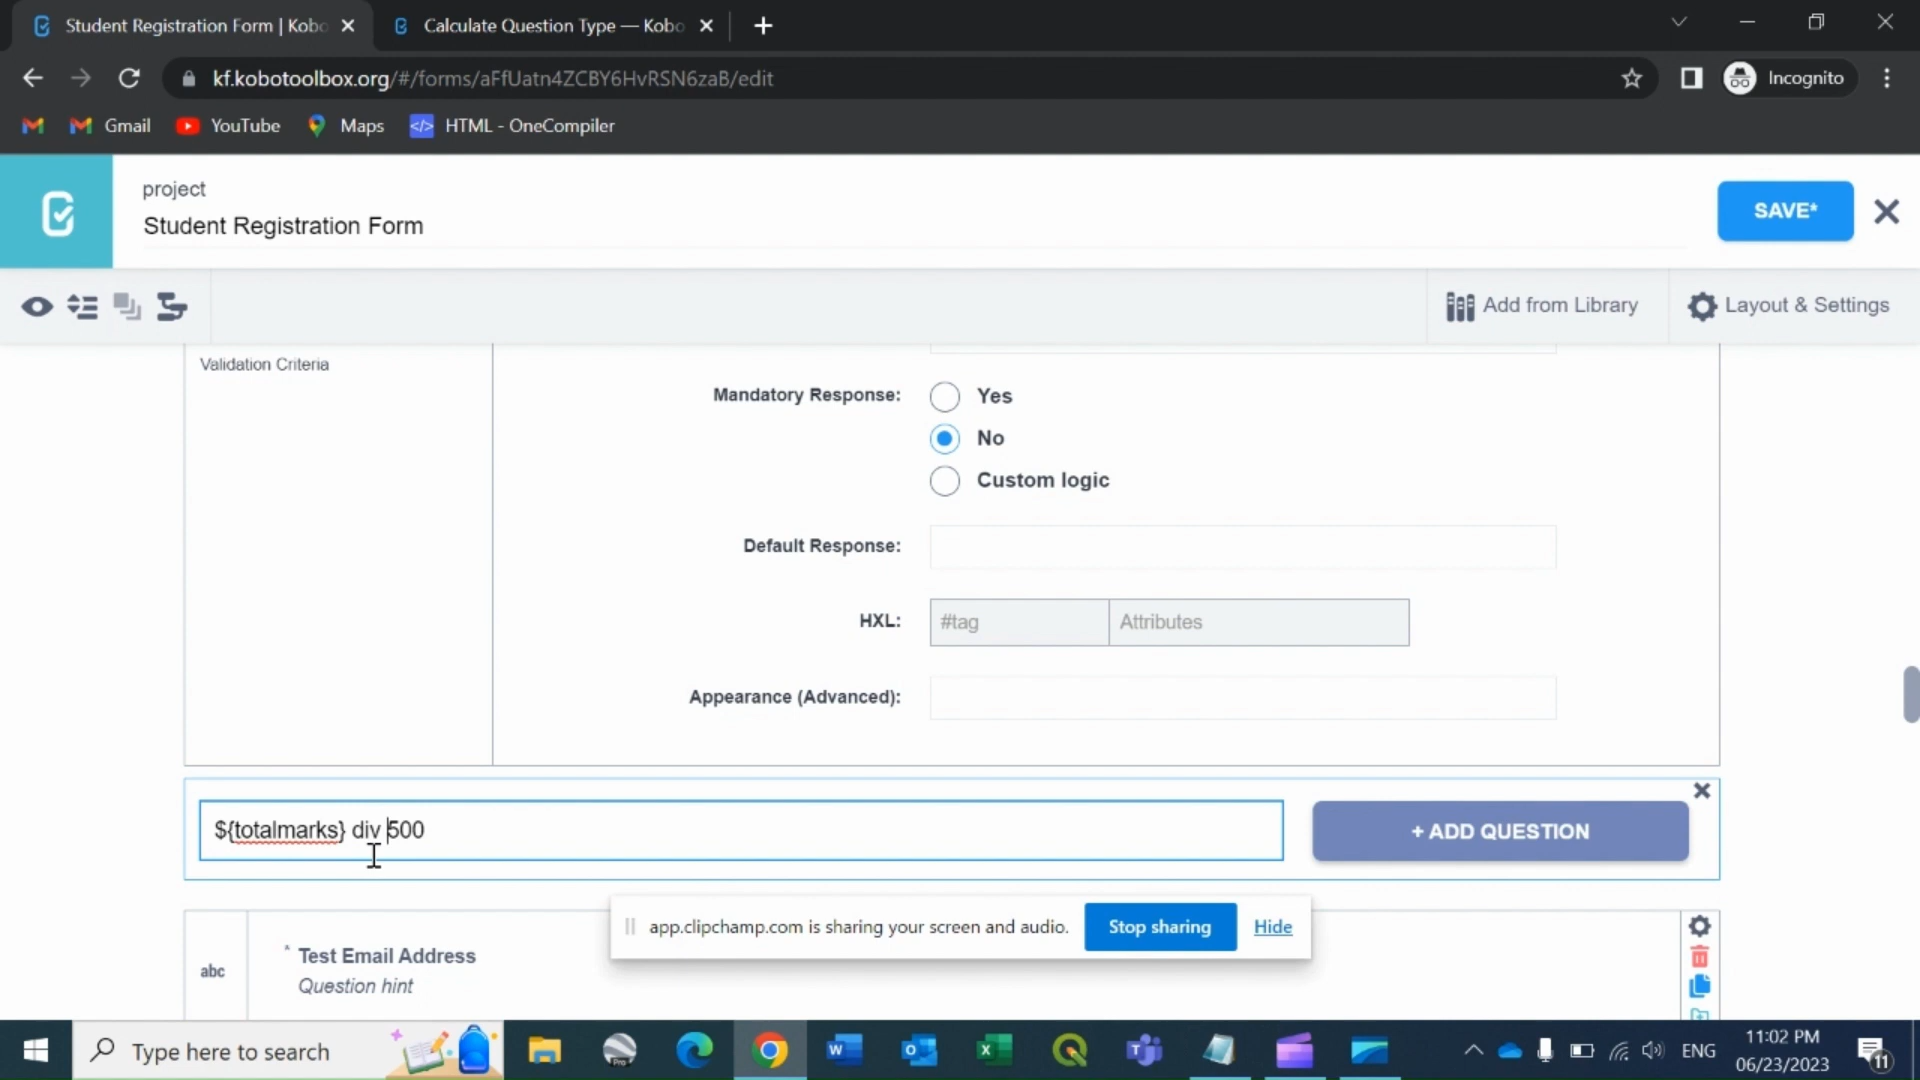 Student Registration Form | Kobo
Calculate Question Type — Kobo
kf.kobotoolbox.org/#/forms/aFfUatn4ZCBY6HvRSN6zaB/edit
Incognito
Gmail
YouTube
Maps
HTML - OneCompiler
project
Student Registration Form
SAVE*
Add from Library
Layout & Settings
Validation Criteria
Mandatory Response:
Yes
No
Custom logic
Default Response:
HXL:
#tag
Attributes
Appearance (Advanced):
${totalmarks} div 500
+ ADD QUESTION
app.clipchamp.com is sharing your screen and audio.
Stop sharing
Hide
abc
* Test Email Address
Question hint
Type here to search
Pro
ENG
11:02 PM
06/23/2023
11